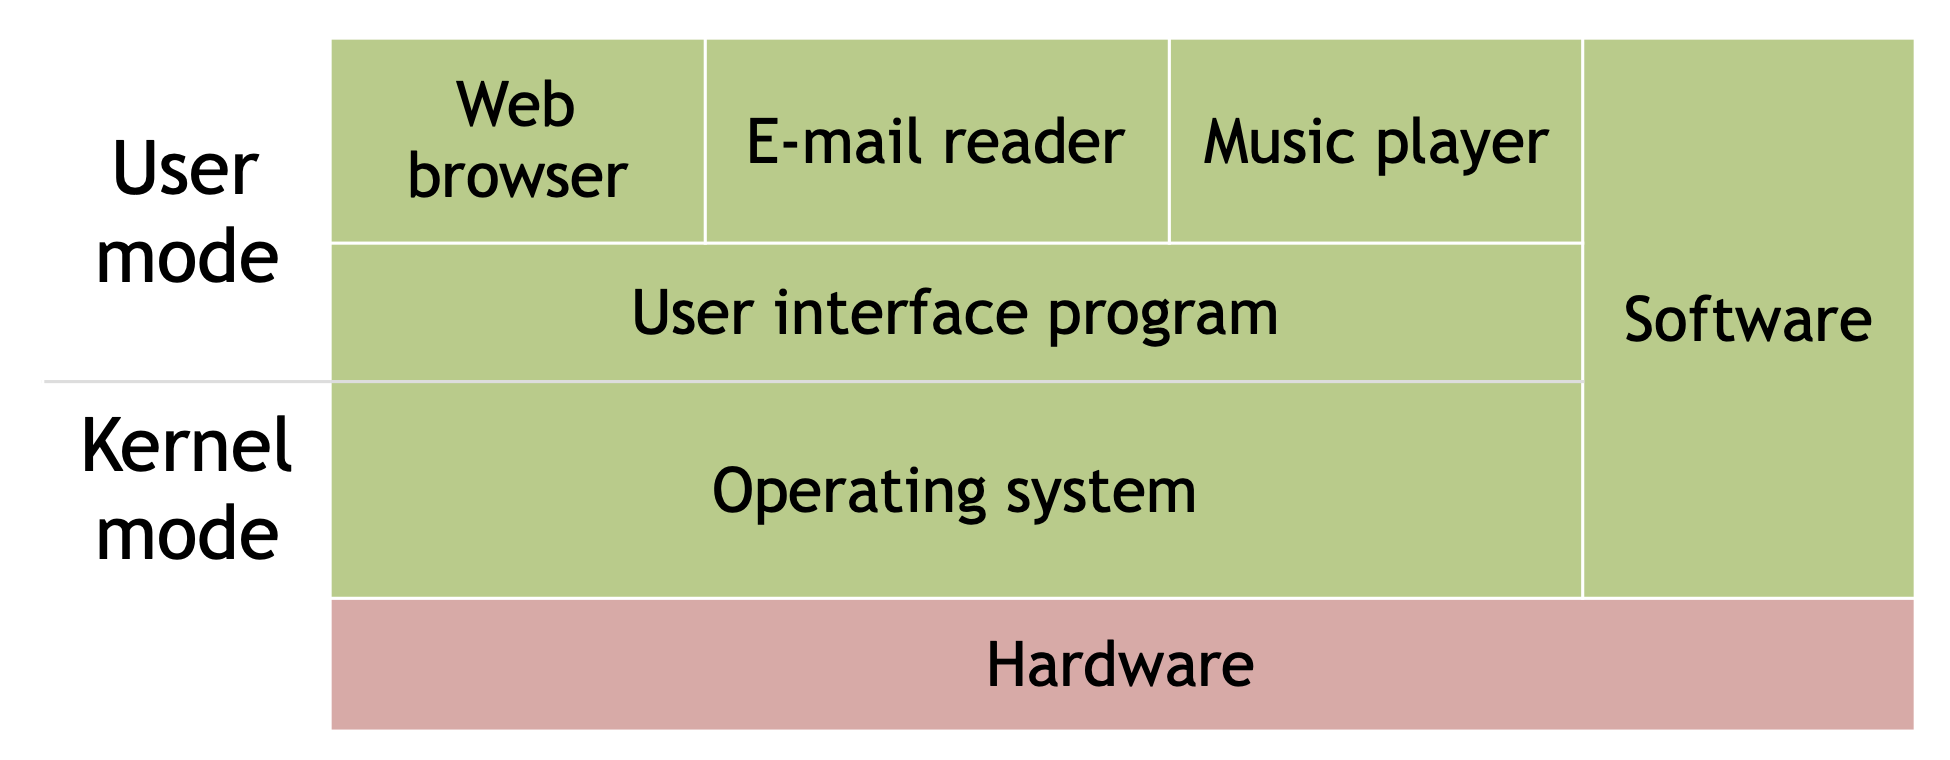 User
mode
Web
browser
E-mail reader
Music player
User interface program
Software
Kernel
mode
Operating system
Hardware